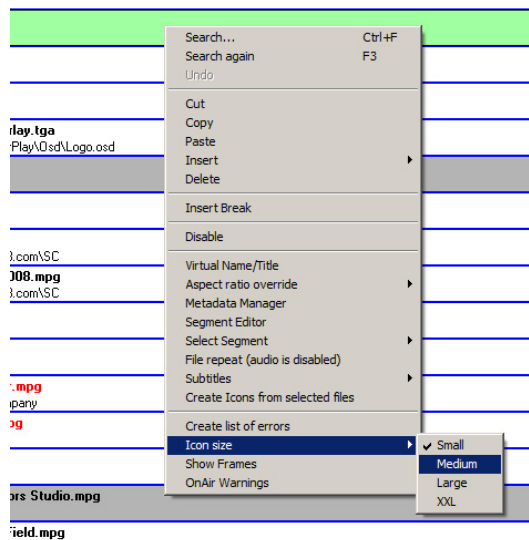 Search... Ctrl+F
Search again F3
Undo
Cut
Copy
Paste
Insert
Delete
Insert Break
Disable
Virtual Name/Title
Aspect ratio override
Metadata Manager
Segment Editor
Select Segment
File repeat (audio is disabled)
Subtitles
Create Icons from selected files
Create list of errors
Icon size
Show Frames
OnAir Warnings
Small
Medium
Large
XXL
rlay.tga
rPlay\Osd\Logo.osd
3.com\SC
008.mpg
3.com\SC
r.mpg
npany
pg
ors Studio.mpg
Field.mpg